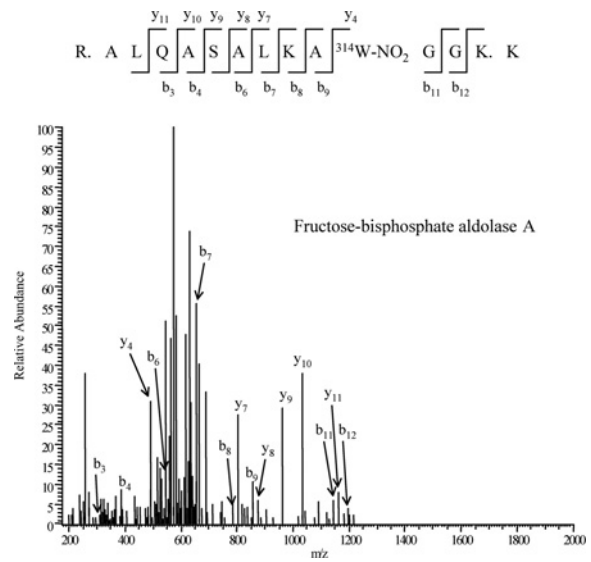 y₁₁ y₁₀ y₉ y₈ y₇ y₄
R. A L Q A S A L K A ³¹⁴W-NO₂ G G K. K
b₃ b₄ b₆ b₇ b₈ b₉ b₁₁ b₁₂
100
95
90
85
80
75
70
65
60
55
50
45
40
35
30
25
20
15
10
5
0
Relative Abundance
Fructose-bisphosphate aldolase A
b₇
y₄
b₆
y₁₀
y₇
y₉
y₁₁
b₃
b₄
b₈
b₉
y₈
b₁₁
b₁₂
200 400 600 800 1000 1200 1400 1600 1800 2000
m/z